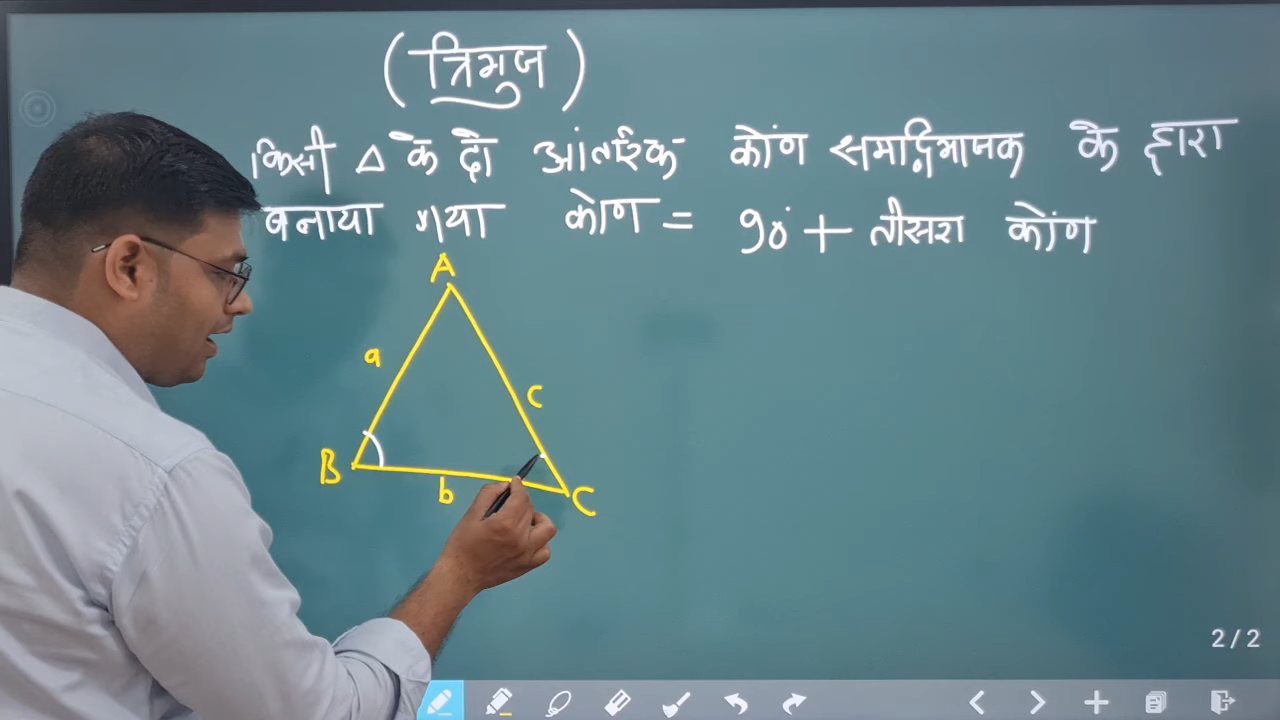 (त्रिभुज)
किसी △ के दो आंतरिक कोंण समद्विभाजक के द्वारा
बनाया गया कोण = 90° + तीसरा कोंण
A
a
C
B
b
C
2/2